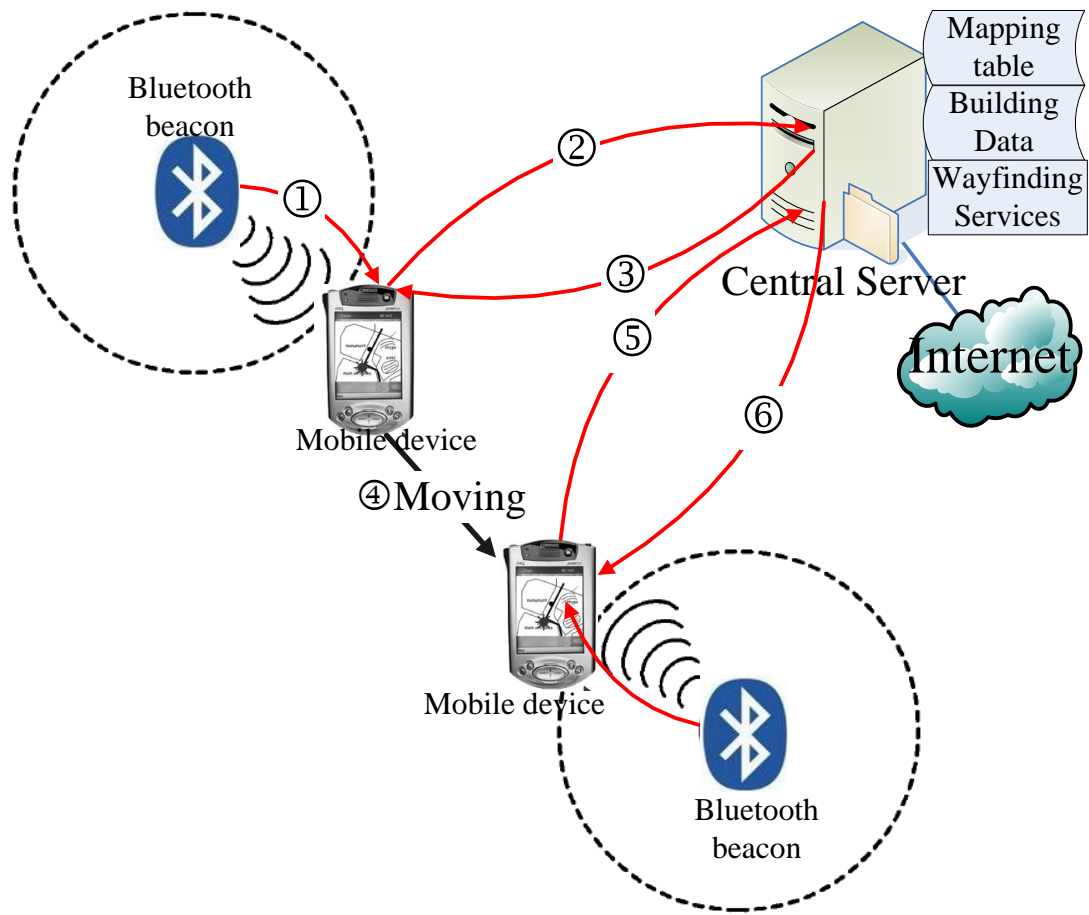 Mapping
table
Building
Data
Wayfinding
Services
Bluetooth
beacon
①
②
③
Central Server
⑤
Internet
⑥
Mobile device
④Moving
Mobile device
Bluetooth
beacon